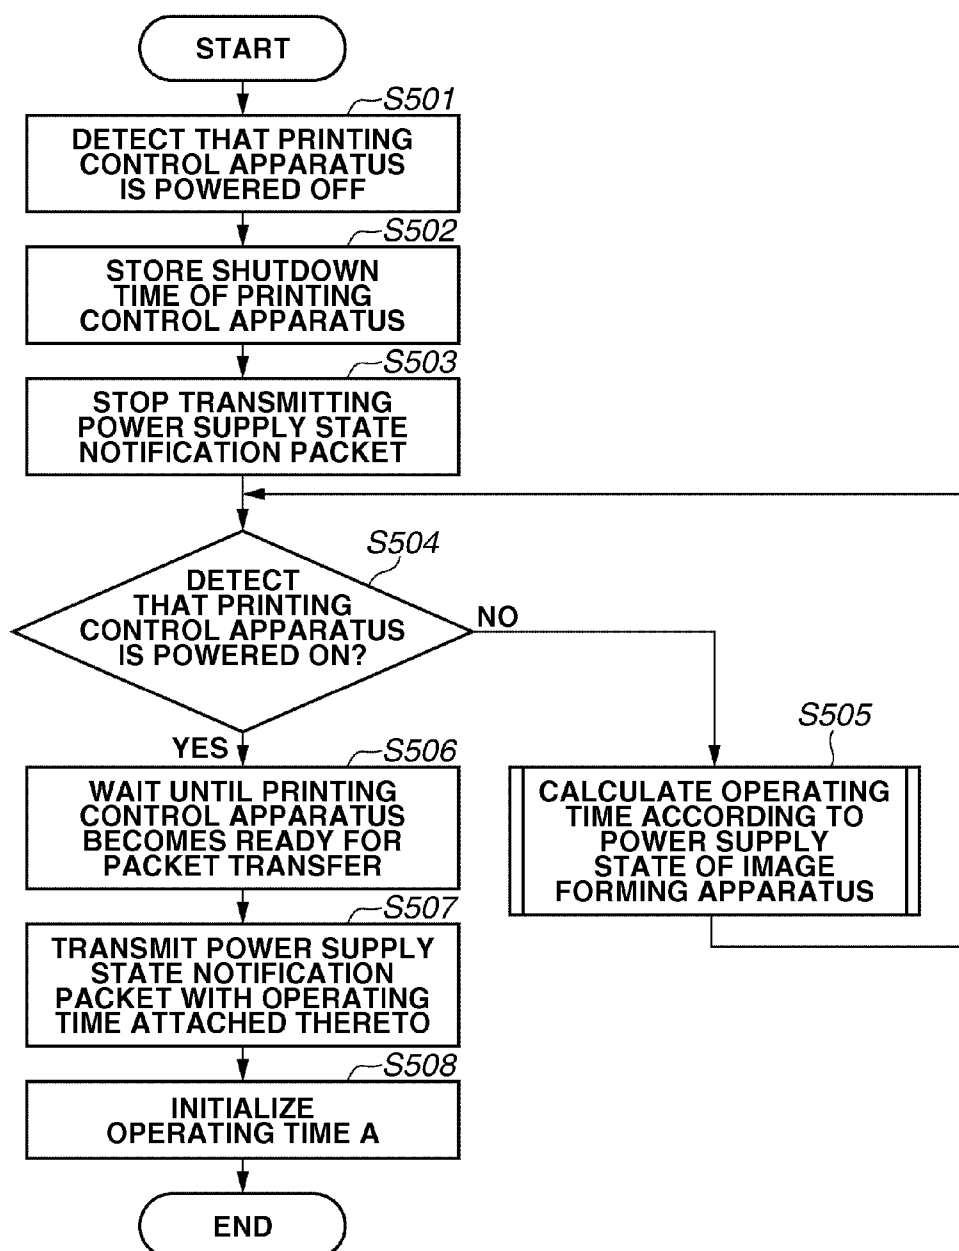 START
S501
DETECT THAT PRINTING
CONTROL APPARATUS
IS POWERED OFF
S502
STORE SHUTDOWN
TIME OF PRINTING
CONTROL APPARATUS
S503
STOP TRANSMITTING
POWER SUPPLY STATE
NOTIFICATION PACKET
S504
DETECT
THAT PRINTING
CONTROL APPARATUS
IS POWERED ON?
NO
YES
S505
CALCULATE OPERATING
TIME ACCORDING TO
POWER SUPPLY
STATE OF IMAGE
FORMING APPARATUS
S506
WAIT UNTIL PRINTING
CONTROL APPARATUS
BECOMES READY FOR
PACKET TRANSFER
S507
TRANSMIT POWER SUPPLY
STATE NOTIFICATION
PACKET WITH OPERATING
TIME ATTACHED THERETO
S508
INITIALIZE
OPERATING TIME A
END